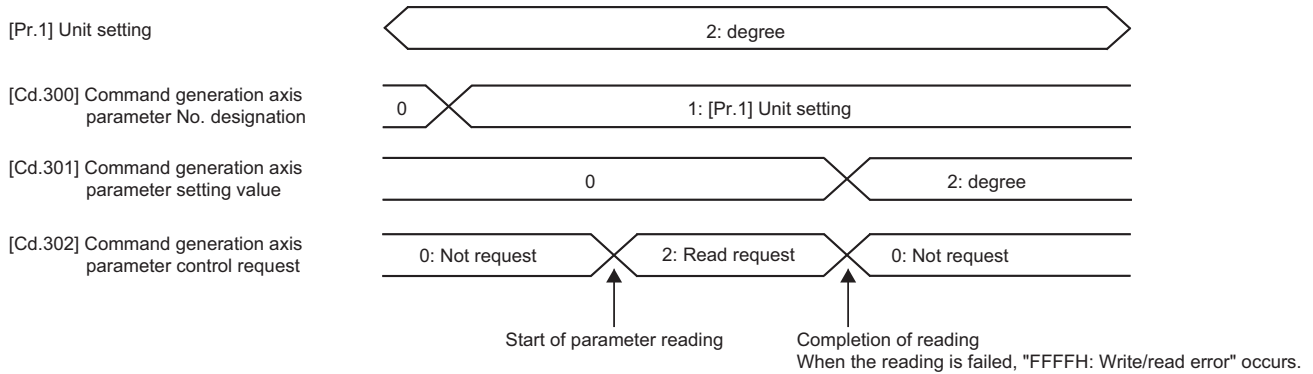 [Pr.1] Unit setting
2: degree
[Cd.300] Command generation axis
parameter No. designation
0
1: [Pr.1] Unit setting
[Cd.301] Command generation axis
parameter setting value
0
2: degree
[Cd.302] Command generation axis
parameter control request
0: Not request
2: Read request
0: Not request
Start of parameter reading
Completion of reading
When the reading is failed, "FFFFH: Write/read error" occurs.